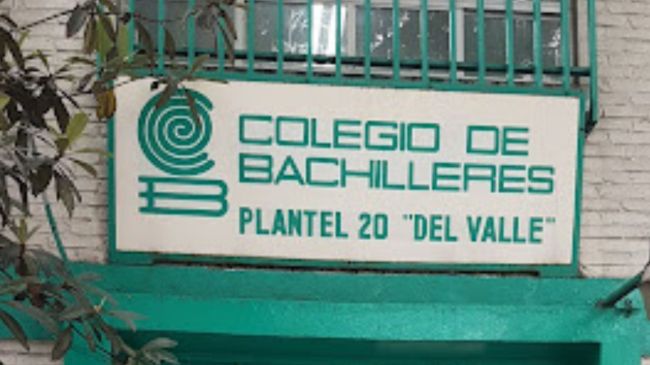 COLEGIO DE
BACHILLERES
PLANTEL 20 "DEL VALLE"